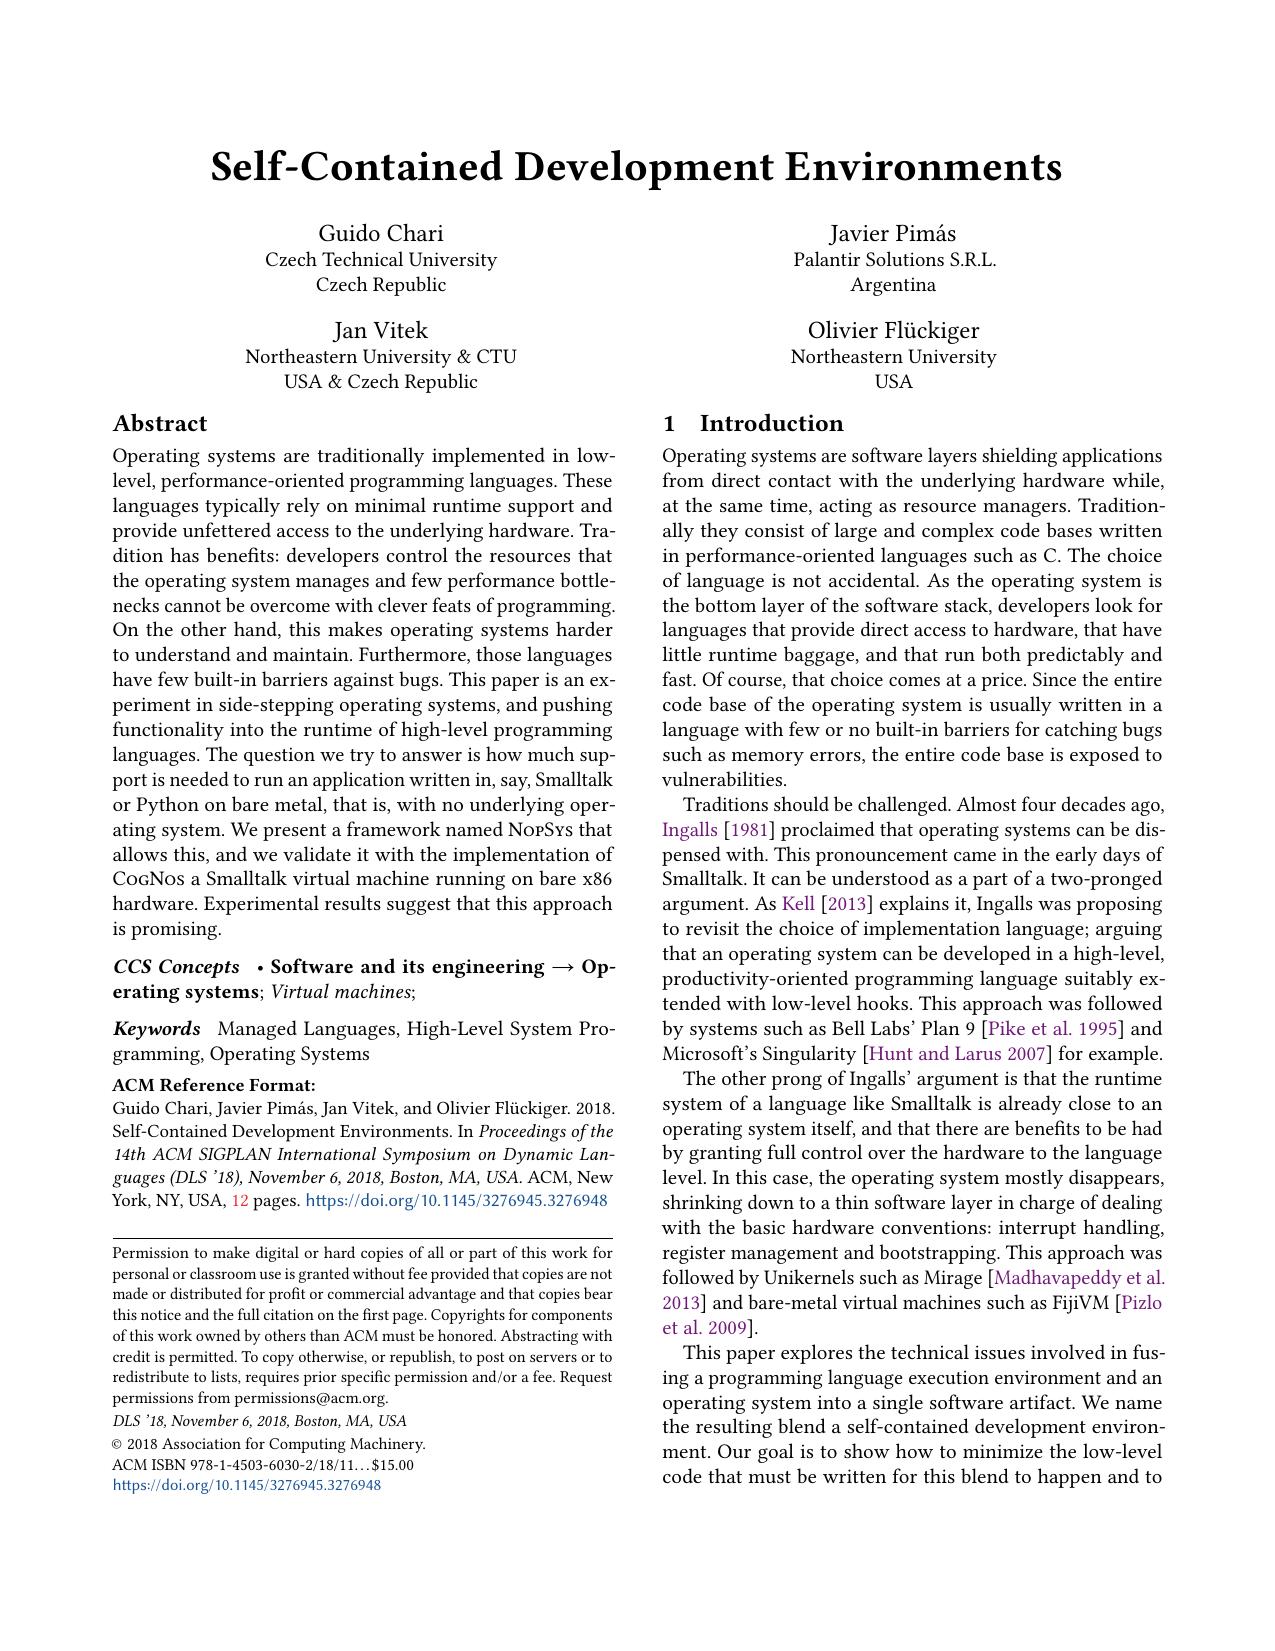 Self-Contained Development Environments
Guido Chari
Czech Technical University
Czech Republic
Javier Pimás
Palantir Solutions S.R.L.
Argentina
Jan Vitek
Northeastern University & CTU
USA & Czech Republic
Olivier Flückiger
Northeastern University
USA
Abstract
Operating systems are traditionally implemented in low-
level, performance-oriented programming languages. These
languages typically rely on minimal runtime support and
provide unfettered access to the underlying hardware. Tra-
dition has benefits: developers control the resources that
the operating system manages and few performance bottle-
necks cannot be overcome with clever feats of programming.
On the other hand, this makes operating systems harder
to understand and maintain. Furthermore, those languages
have few built-in barriers against bugs. This paper is an ex-
periment in side-stepping operating systems, and pushing
functionality into the runtime of high-level programming
languages. The question we try to answer is how much sup-
port is needed to run an application written in, say, Smalltalk
or Python on bare metal, that is, with no underlying oper-
ating system. We present a framework named NopSys that
allows this, and we validate it with the implementation of
CogNos a Smalltalk virtual machine running on bare x86
hardware. Experimental results suggest that this approach
is promising.
CCS Concepts • Software and its engineering → Op-
erating systems; Virtual machines;
Keywords Managed Languages, High-Level System Pro-
gramming, Operating Systems
ACM Reference Format:
Guido Chari, Javier Pimás, Jan Vitek, and Olivier Flückiger. 2018.
Self-Contained Development Environments. In Proceedings of the
14th ACM SIGPLAN International Symposium on Dynamic Lan-
guages (DLS ’18), November 6, 2018, Boston, MA, USA. ACM, New
York, NY, USA, 12 pages. https://doi.org/10.1145/3276945.3276948
Permission to make digital or hard copies of all or part of this work for
personal or classroom use is granted without fee provided that copies are not
made or distributed for profit or commercial advantage and that copies bear
this notice and the full citation on the first page. Copyrights for components
of this work owned by others than ACM must be honored. Abstracting with
credit is permitted. To copy otherwise, or republish, to post on servers or to
redistribute to lists, requires prior specific permission and/or a fee. Request
permissions from permissions@acm.org.
DLS ’18, November 6, 2018, Boston, MA, USA
© 2018 Association for Computing Machinery.
ACM ISBN 978-1-4503-6030-2/18/11...$15.00
https://doi.org/10.1145/3276945.3276948
1 Introduction
Operating systems are software layers shielding applications
from direct contact with the underlying hardware while,
at the same time, acting as resource managers. Tradition-
ally they consist of large and complex code bases written
in performance-oriented languages such as C. The choice
of language is not accidental. As the operating system is
the bottom layer of the software stack, developers look for
languages that provide direct access to hardware, that have
little runtime baggage, and that run both predictably and
fast. Of course, that choice comes at a price. Since the entire
code base of the operating system is usually written in a
language with few or no built-in barriers for catching bugs
such as memory errors, the entire code base is exposed to
vulnerabilities.
Traditions should be challenged. Almost four decades ago,
Ingalls [1981] proclaimed that operating systems can be dis-
pensed with. This pronouncement came in the early days of
Smalltalk. It can be understood as a part of a two-pronged
argument. As Kell [2013] explains it, Ingalls was proposing
to revisit the choice of implementation language; arguing
that an operating system can be developed in a high-level,
productivity-oriented programming language suitably ex-
tended with low-level hooks. This approach was followed
by systems such as Bell Labs’ Plan 9 [Pike et al. 1995] and
Microsoft’s Singularity [Hunt and Larus 2007] for example.
The other prong of Ingalls’ argument is that the runtime
system of a language like Smalltalk is already close to an
operating system itself, and that there are benefits to be had
by granting full control over the hardware to the language
level. In this case, the operating system mostly disappears,
shrinking down to a thin software layer in charge of dealing
with the basic hardware conventions: interrupt handling,
register management and bootstrapping. This approach was
followed by Unikernels such as Mirage [Madhavapeddy et al.
2013] and bare-metal virtual machines such as FijiVM [Pizlo
et al. 2009].
This paper explores the technical issues involved in fus-
ing a programming language execution environment and an
operating system into a single software artifact. We name
the resulting blend a self-contained development environ-
ment. Our goal is to show how to minimize the low-level
code that must be written for this blend to happen and to